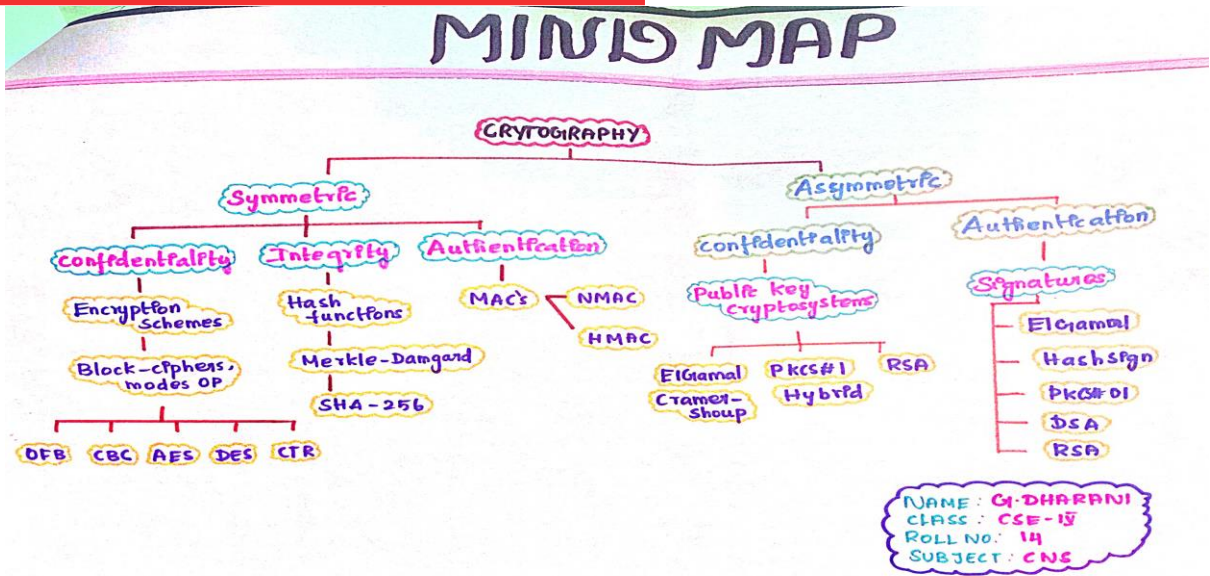 MIND MAP
CRYTOGRAPHY
Symmetric
Assymmetric
Confidentiality
Integrity
Authentication
Confidentiality
Authentication
Encryption
Schemes
Hash
functions
MAC's
NMAC
HMAC
Public key
Cryptosystems
Signatures
Block-ciphers,
modes OP
Merkle-Damgard
SHA-256
OFB CBC AES DES CTR
ElGamal
Cramer-
Shoup
PKCS#1
Hybrid
RSA
ElGamal
Hashsign
PKCS#01
DSA
RSA
NAME: G.DHARANI
CLASS: CSE-IV
ROLL NO: 14
SUBJECT: CNS